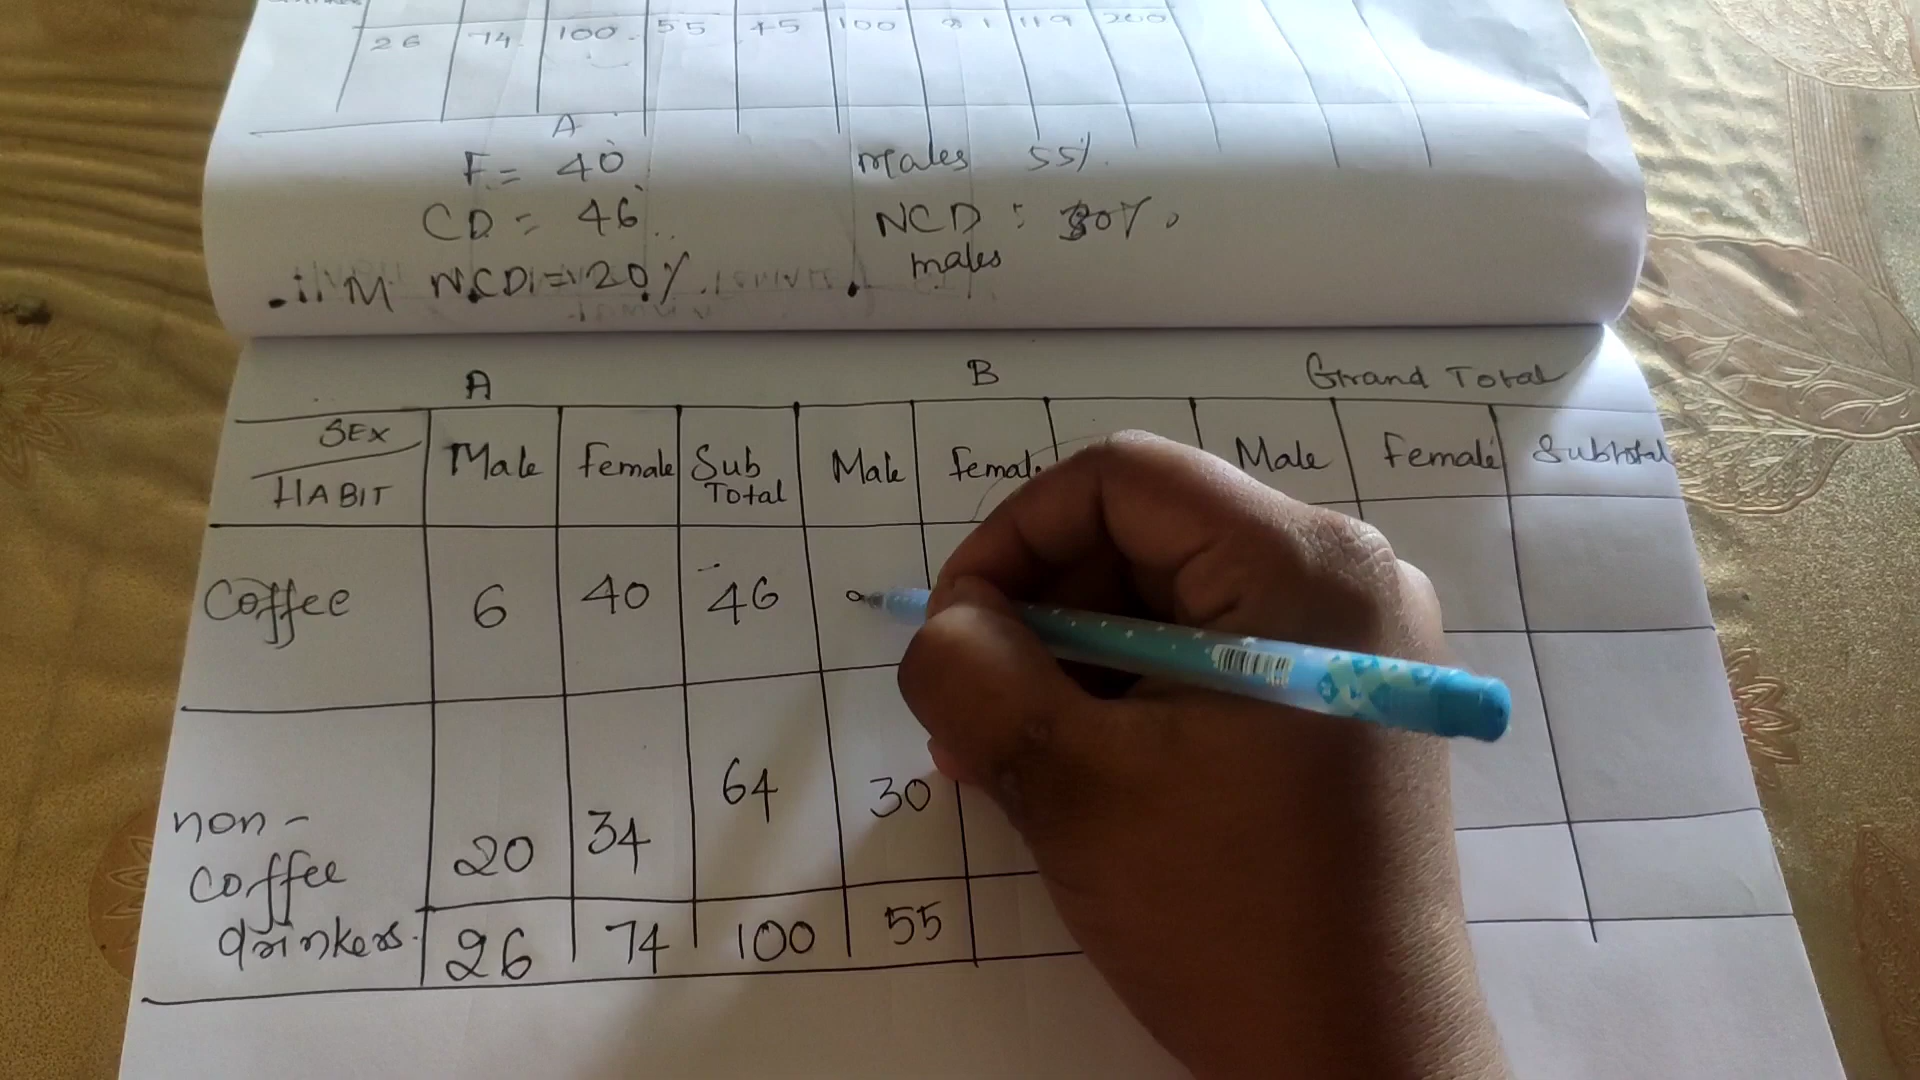 26 74 100 55 45 100 81 119 200
A
F = 40 males 55%
CD = 46 NCD : 30%
males
M NCD = 20%
A B Grand Total
SEX Male Female Sub Total Male Female Male Female Subtotal
HABIT
Coffee 6 40 46
non-coffee drinkers 20 34 64 30
26 74 100 55